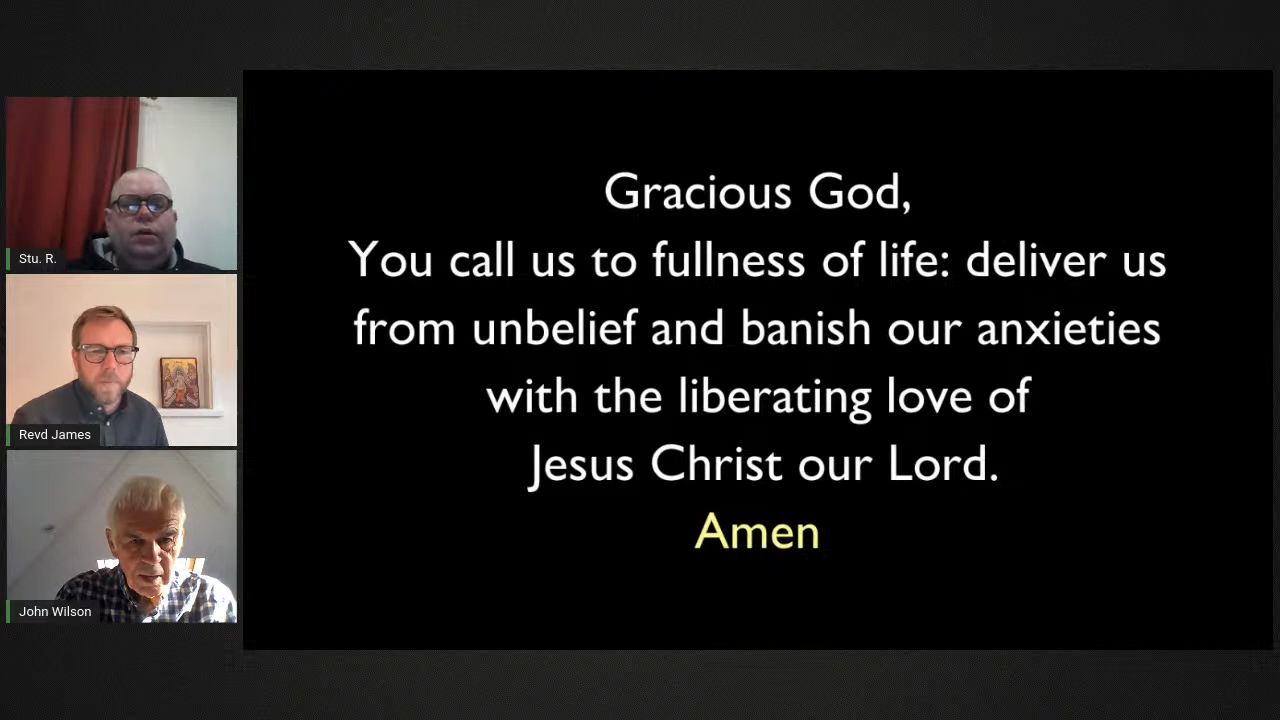 Stu. R.
Revd James
John Wilson
Gracious God,
You call us to fullness of life: deliver us
from unbelief and banish our anxieties
with the liberating love of
Jesus Christ our Lord.
Amen